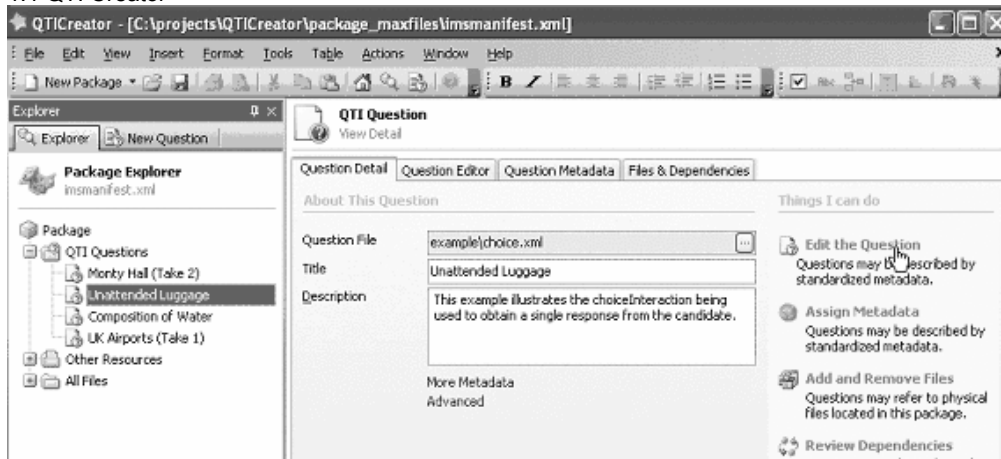 QTICreator - [C:\projects\QTICreator\package_maxfiles\imsmanifest.xml]
File Edit View Insert Format Tools Table Actions Window Help
New Package
Explorer
Explorer New Question
Package Explorer
imsmanifest.xml
Package
QTI Questions
Monty Hall (Take 2)
Unattended Luggage
Composition of Water
UK Airports (Take 1)
Other Resources
All Files
QTI Question
View Detail
Question Detail Question Editor Question Metadata Files & Dependencies
About This Question
Question File example\choice.xml ...
Title Unattended Luggage
Description This example illustrates the choiceInteraction being
used to obtain a single response from the candidate.
More Metadata
Advanced
Things I can do
Edit the Question
Questions may be described by
standardized metadata.
Assign Metadata
Questions may be described by
standardized metadata.
Add and Remove Files
Questions may refer to physical
files located in this package.
Review Dependencies